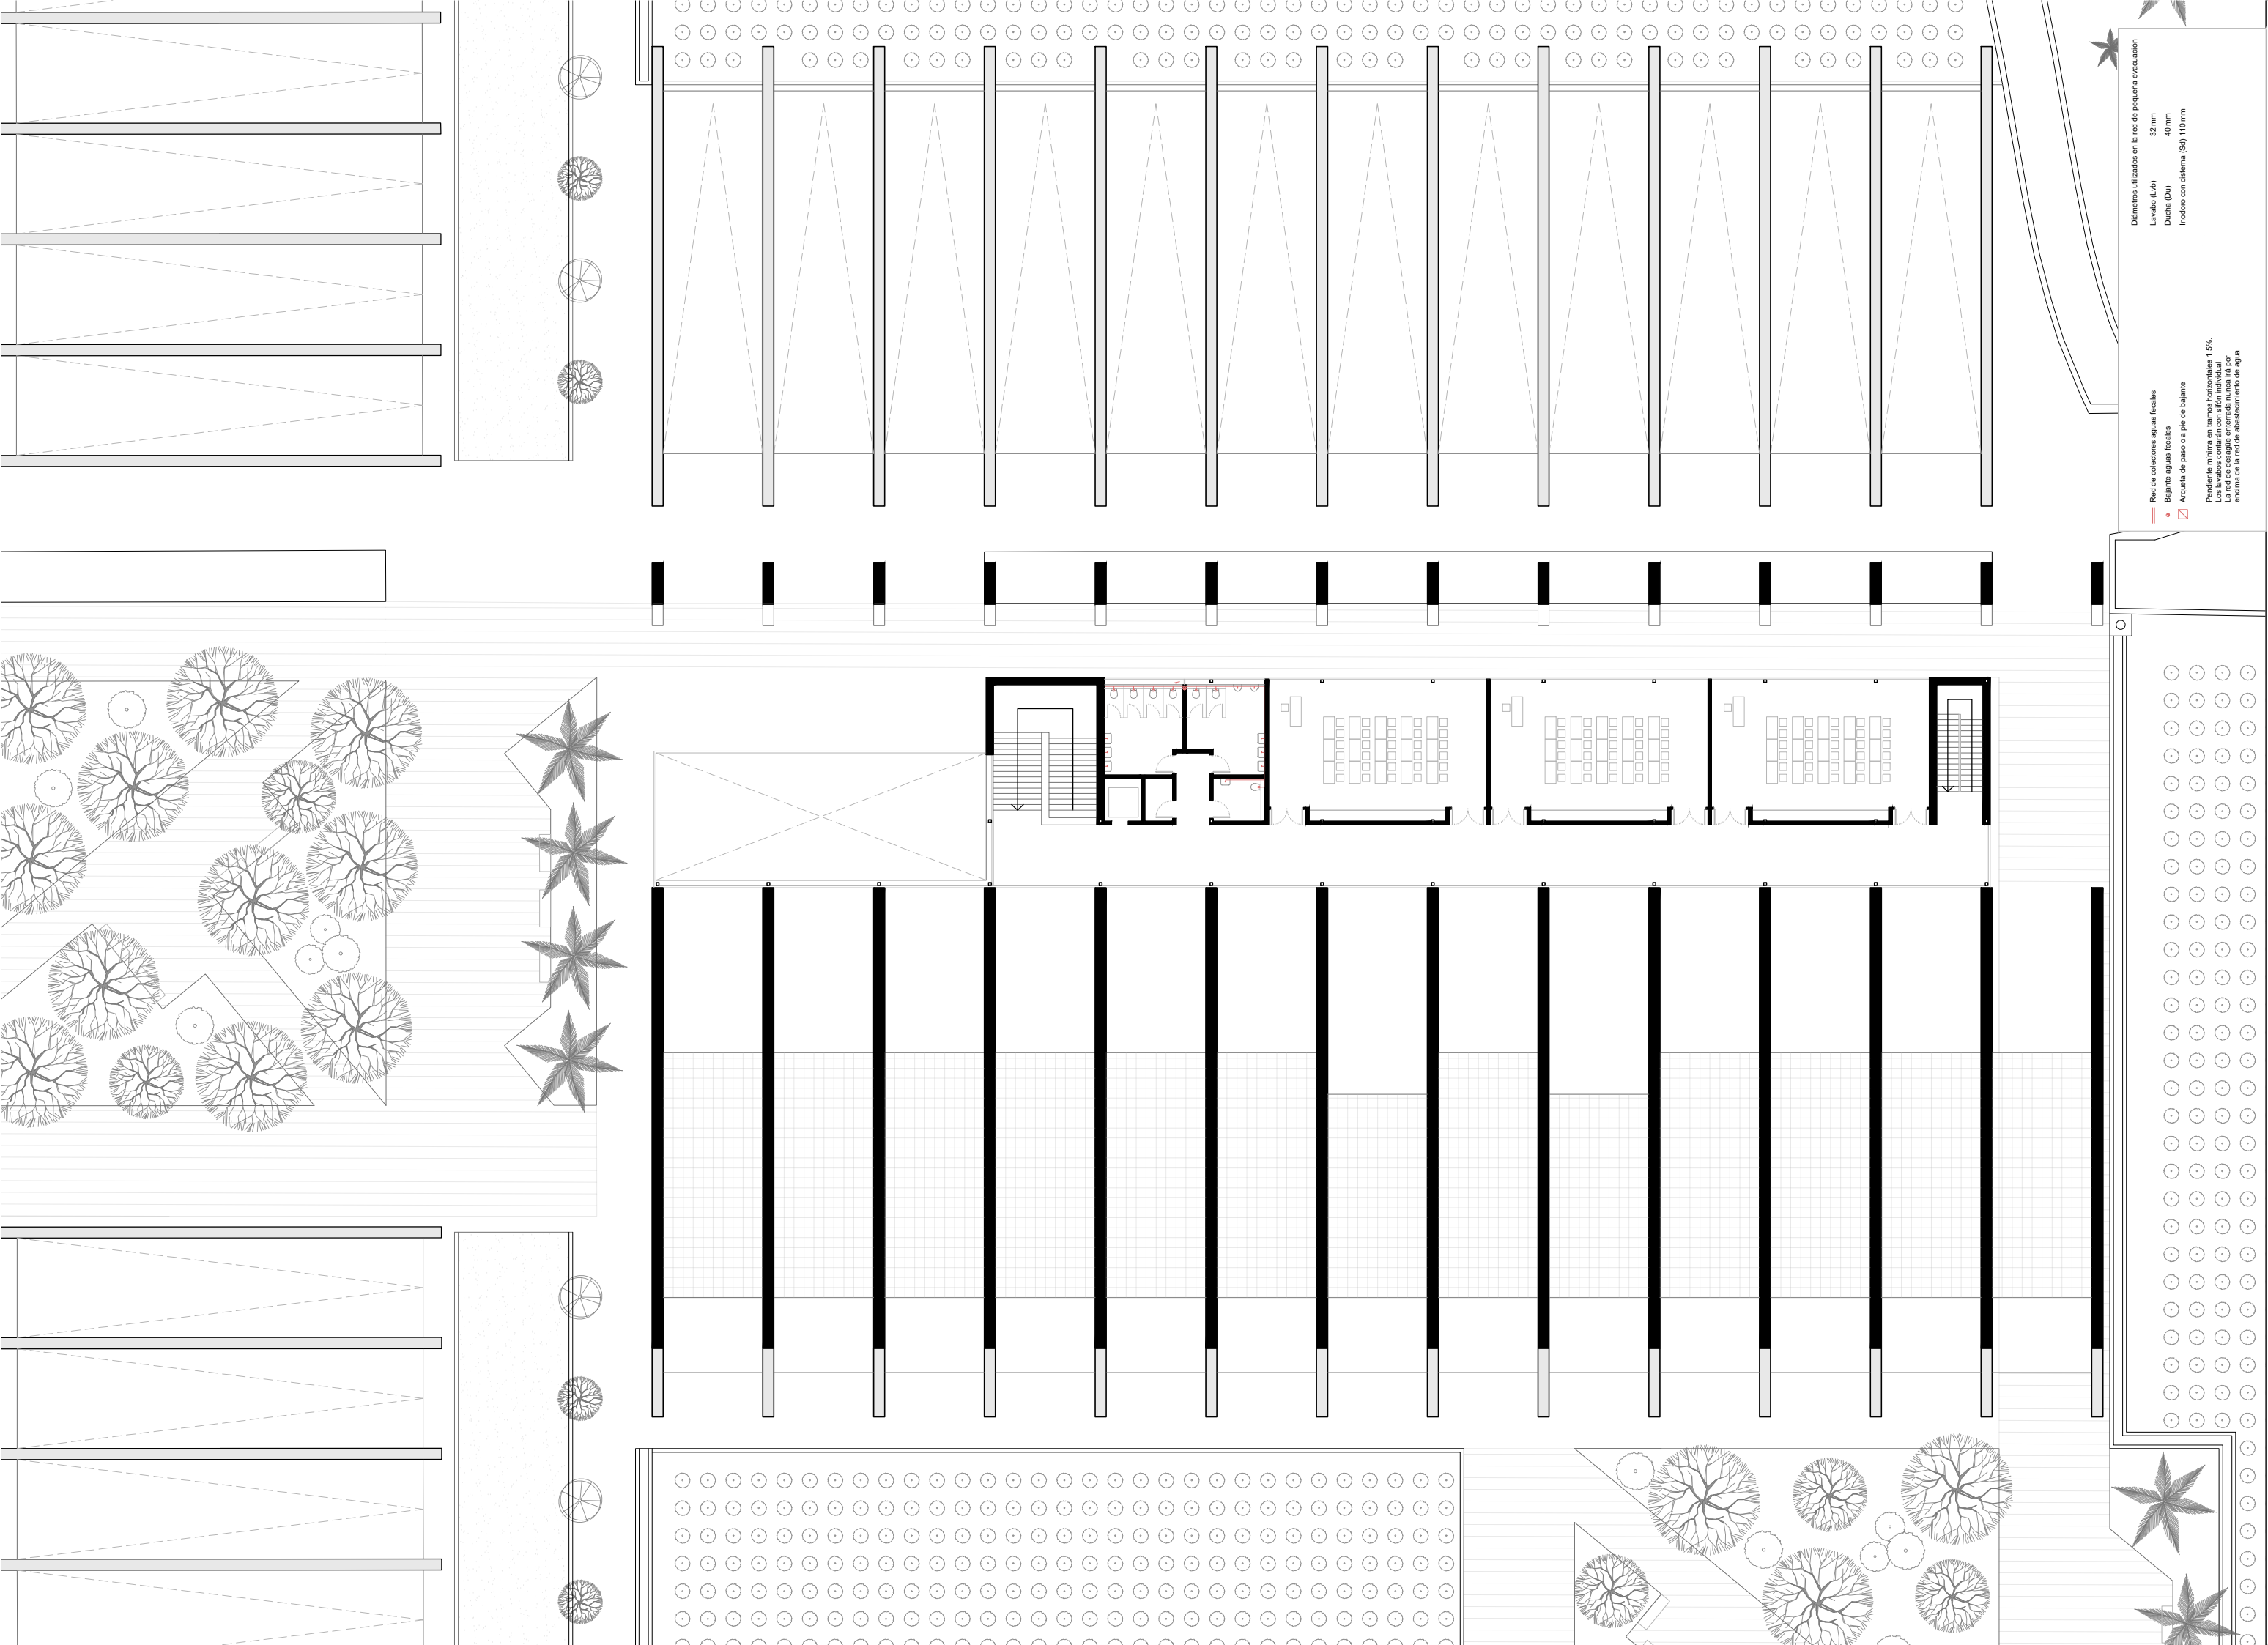 Diámetros utilizados en la red de pequeña evacuación
Lavabo (Lvb) 32 mm
Ducha (Du) 40 mm
Inodoro con cisterna (Sd) 110 mm
Red de colectores aguas fecales
Bajante aguas fecales
Arqueta de paso o a pie de bajante
Pendiente mínima en tramos horizontales 1,5%.
Los lavabos contarán con sifón individual.
La red de desagüe enterrada nunca irá por
encima de la red de abastecimiento de agua.